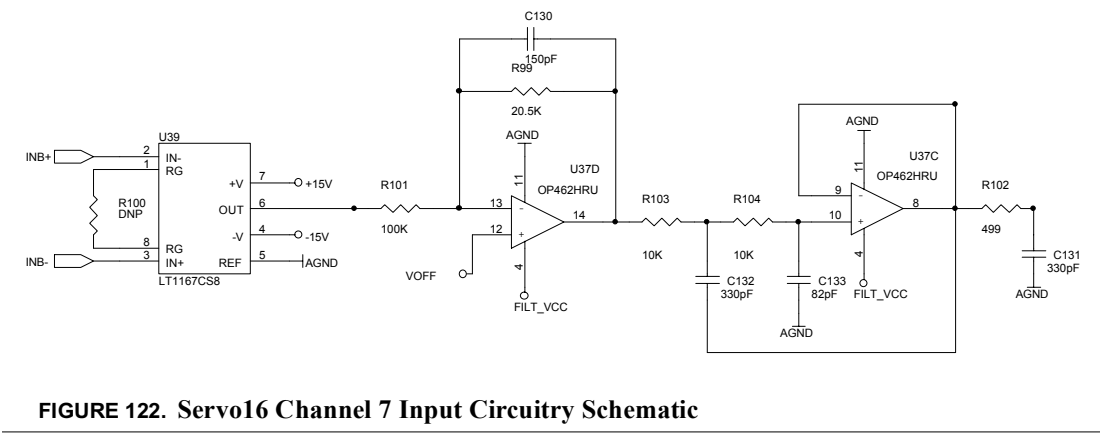 C130
150pF
R99
20.5K
AGND
AGND
U39
U37D
U37C
OP462HRU
OP462HRU
INB+
2
IN-
1
RG
+V
7
+15V
11
11
R100
DNP
OUT
6
R101
100K
13
-
12
+
14
R103
10K
R104
10K
9
-
10
+
8
R102
499
-V
4
-15V
8
RG
INB-
3
IN+
REF
5
AGND
LT1167CS8
VOFF
4
FILT_VCC
C132
330pF
C133
82pF
AGND
4
FILT_VCC
C131
330pF
AGND
FIGURE 122. Servo16 Channel 7 Input Circuitry Schematic